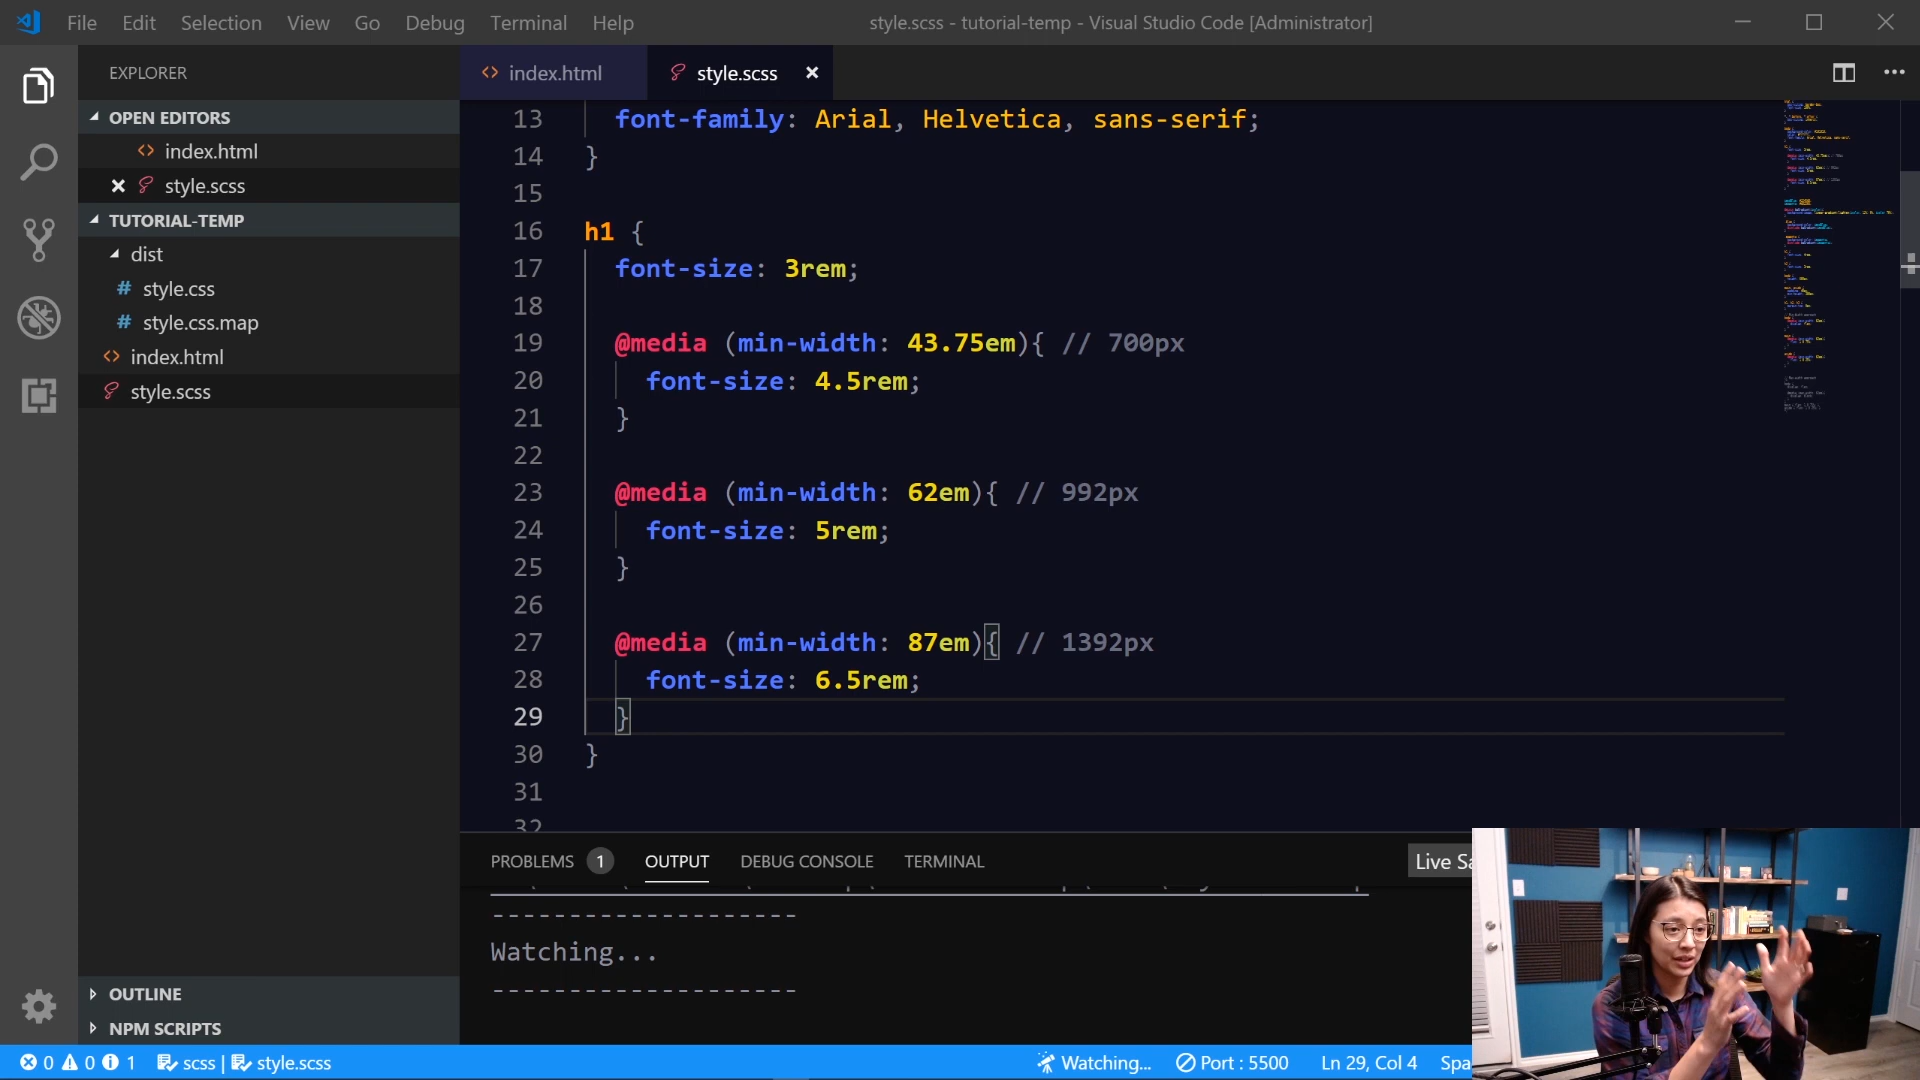 File Edit Selection View Go Debug Terminal Help
style.scss - tutorial-temp - Visual Studio Code [Administrator]
EXPLORER
OPEN EDITORS
index.html
style.scss
TUTORIAL-TEMP
dist
style.css
style.css.map
index.html
style.scss
OUTLINE
NPM SCRIPTS
index.html
style.scss
13 font-family: Arial, Helvetica, sans-serif;
14 }
15
16 h1 {
17 font-size: 3rem;
18
19 @media (min-width: 43.75em){ // 700px
20 font-size: 4.5rem;
21 }
22
23 @media (min-width: 62em){ // 992px
24 font-size: 5rem;
25 }
26
27 @media (min-width: 87em){ // 1392px
28 font-size: 6.5rem;
29 }
30 }
31
32
PROBLEMS 1 OUTPUT DEBUG CONSOLE TERMINAL
Live Sa
--------------------
Watching...
--------------------
0 0 1 scss | style.scss
Watching... Port : 5500 Ln 29, Col 4 Spa